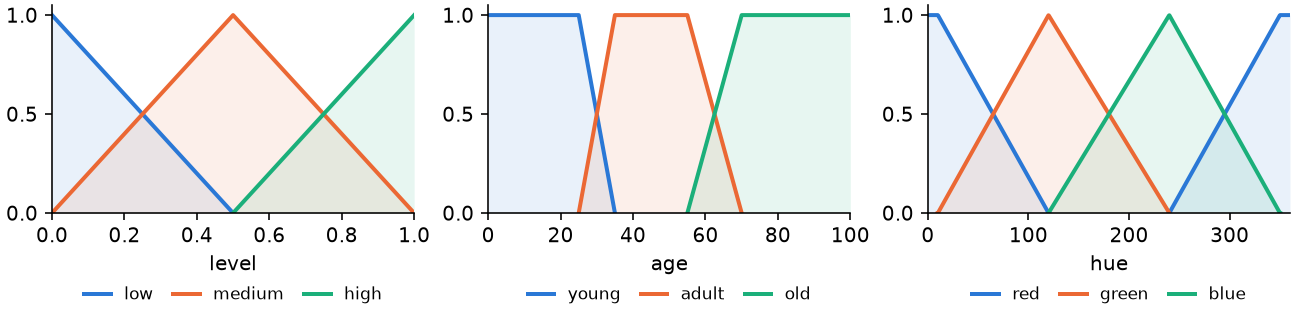 1.0
0.5
0.0
0.0 0.2 0.4 0.6 0.8 1.0
level
low medium high
1.0
0.5
0.0
0 20 40 60 80 100
age
young adult old
1.0
0.5
0.0
0 100 200 300
hue
red green blue